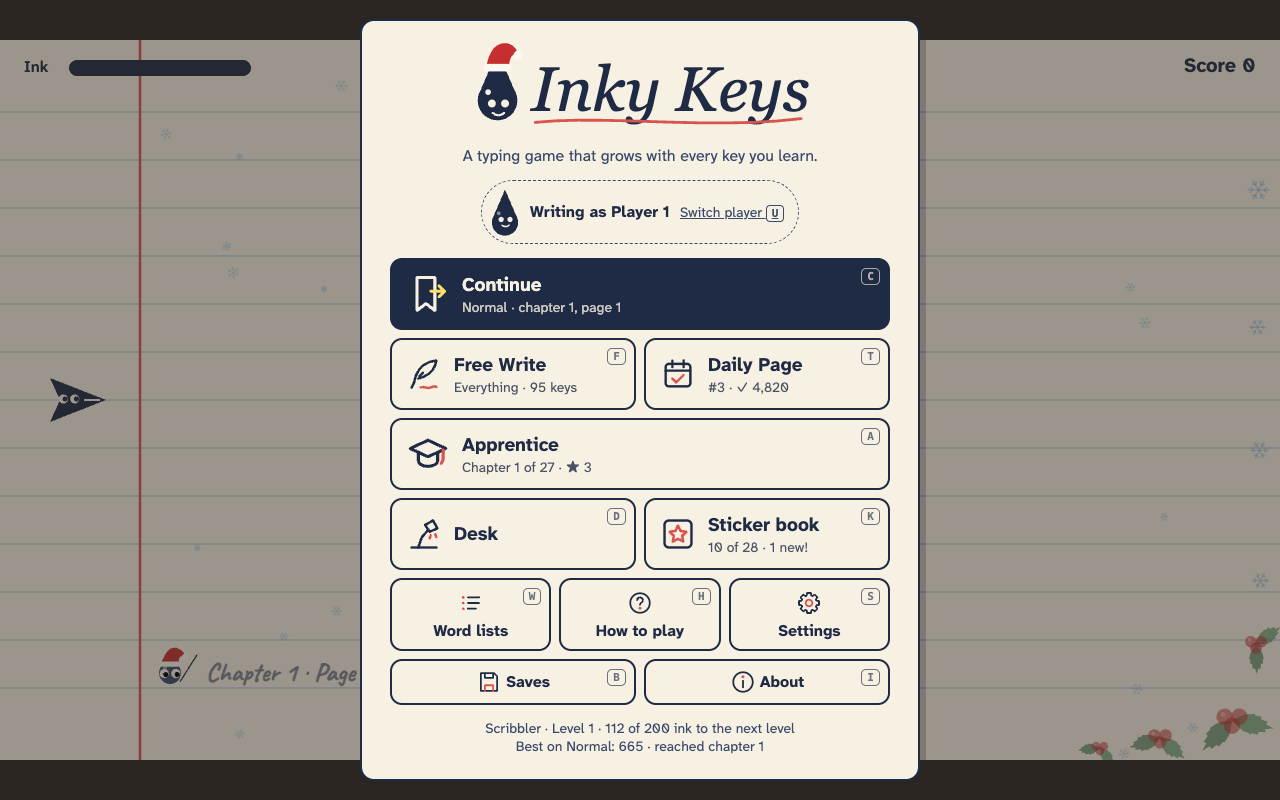 Ink
Score 0
Inky Keys
A typing game that grows with every key you learn.
Writing as Player 1 Switch player U
Continue C
Normal · chapter 1, page 1
Free Write F
Everything · 95 keys
Daily Page T
#3 · ✓ 4,820
Apprentice A
Chapter 1 of 27 · ★ 3
Desk D
Sticker book K
10 of 28 · 1 new!
Word lists W
How to play H
Settings S
Chapter 1 · Page
Saves B
About I
Scribbler · Level 1 · 112 of 200 ink to the next level
Best on Normal: 665 · reached chapter 1